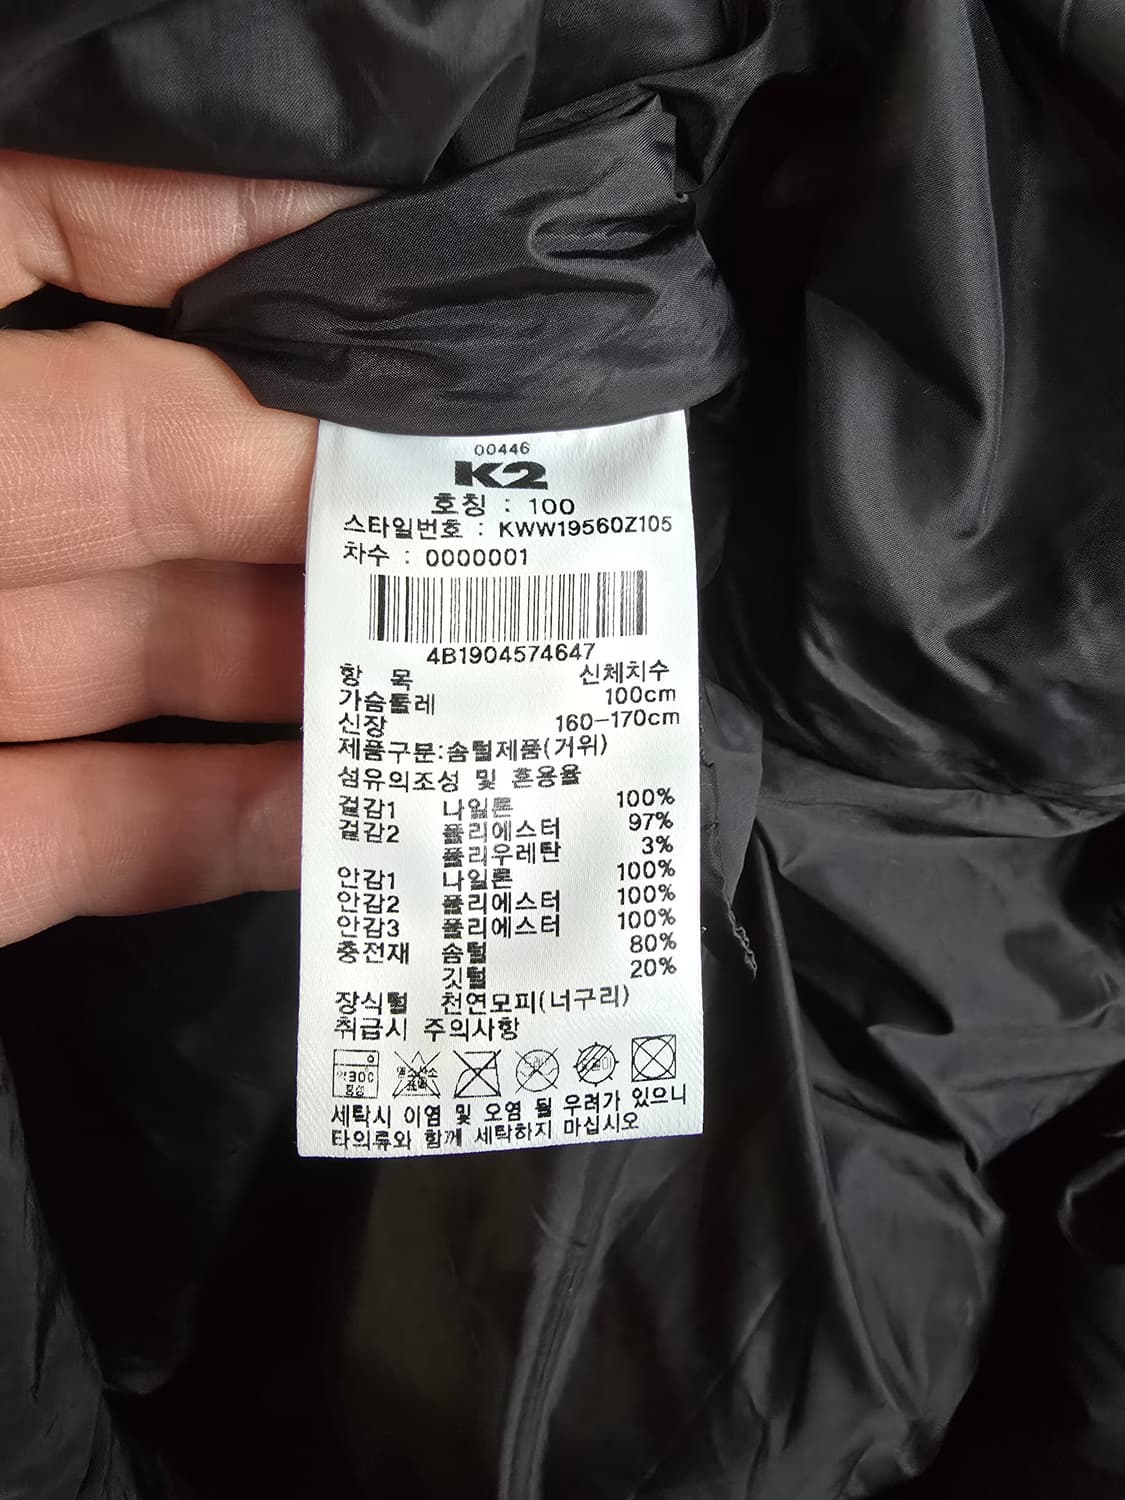 00446
K2
호칭 : 100
스타일번호 : KWW19560Z105
차수 : 0000001
4B1904574647
항 목 신체치수
가슴둘레 100cm
신장 160-170cm
제품구분:솜털제품(거위)
섬유의조성 및 혼용율
겉감1 나일론 100%
겉감2 폴리에스터 97%
폴리우레탄 3%
안감1 나일론 100%
안감2 폴리에스터 100%
안감3 폴리에스터 100%
충전재 솜털 80%
깃털 20%
장식털 천연모피(너구리)
취급시 주의사항
약30C
중성
세탁시 이염 및 오염 될 우려가 있으니
타의류와 함께 세탁하지 마십시오